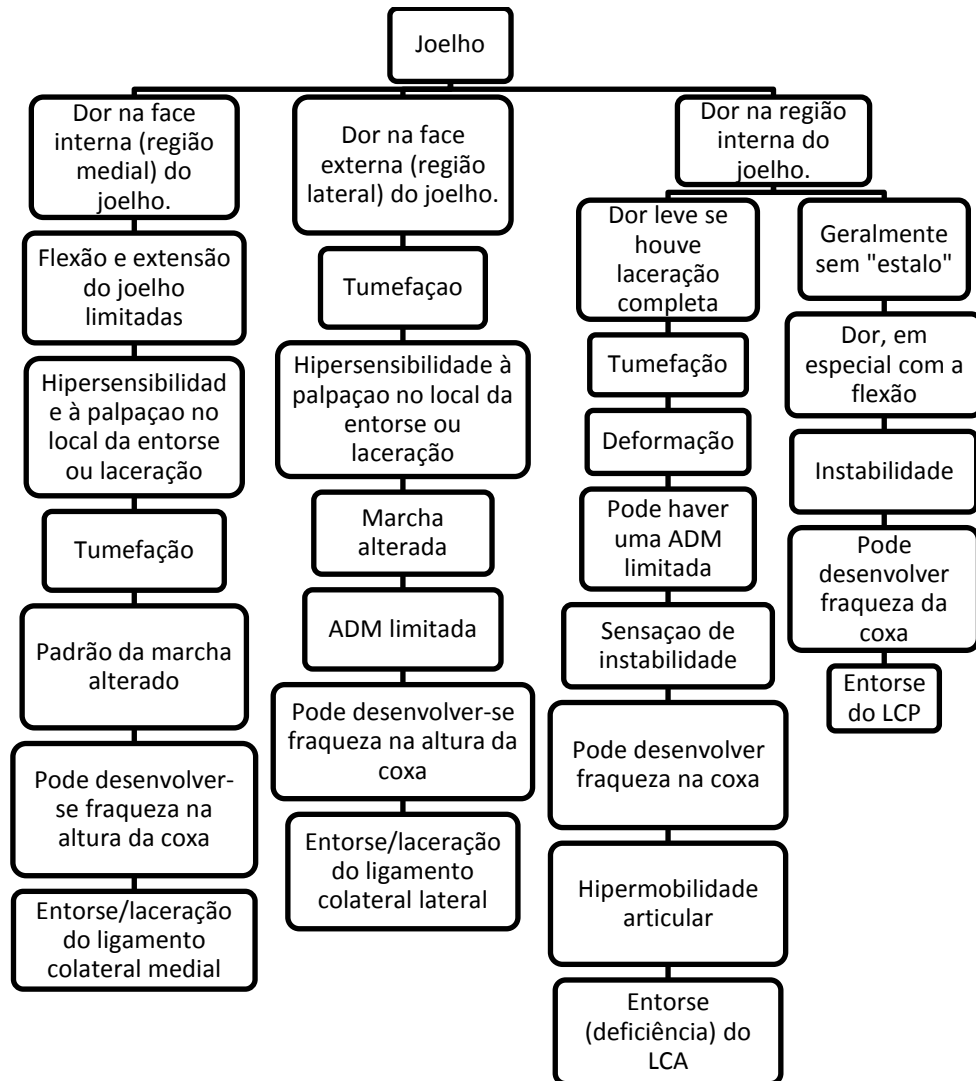 Joelho
Dor na face
interna (região
medial) do
joelho.
Flexão e extensão
do joelho
limitadas
Hipersensibilidad
e à palpaçao no
local da entorse
ou laceração
Tumefação
Padrão da marcha
alterado
Pode desenvolver-
se fraqueza na
altura da coxa
Entorse/laceração
do ligamento
colateral medial
Dor na face
externa (região
lateral) do joelho.
Tumefaçao
Hipersensibilidade à
palpaçao no local da
entorse ou
laceração
Marcha
alterada
ADM limitada
Pode desenvolver-se
fraqueza na altura da
coxa
Entorse/laceração
do ligamento
colateral lateral
Dor na região
interna do
joelho.
Dor leve se
houve
laceração
completa
Tumefação
Deformação
Pode haver
uma ADM
limitada
Sensaçao de
instabilidade
Pode desenvolver
fraqueza na coxa
Hipermobilidade
articular
Entorse
(deficiência) do
LCA
Geralmente
sem "estalo"
Dor, em
especial com a
flexão
Instabilidade
Pode
desenvolver
fraqueza da
coxa
Entorse
do LCP